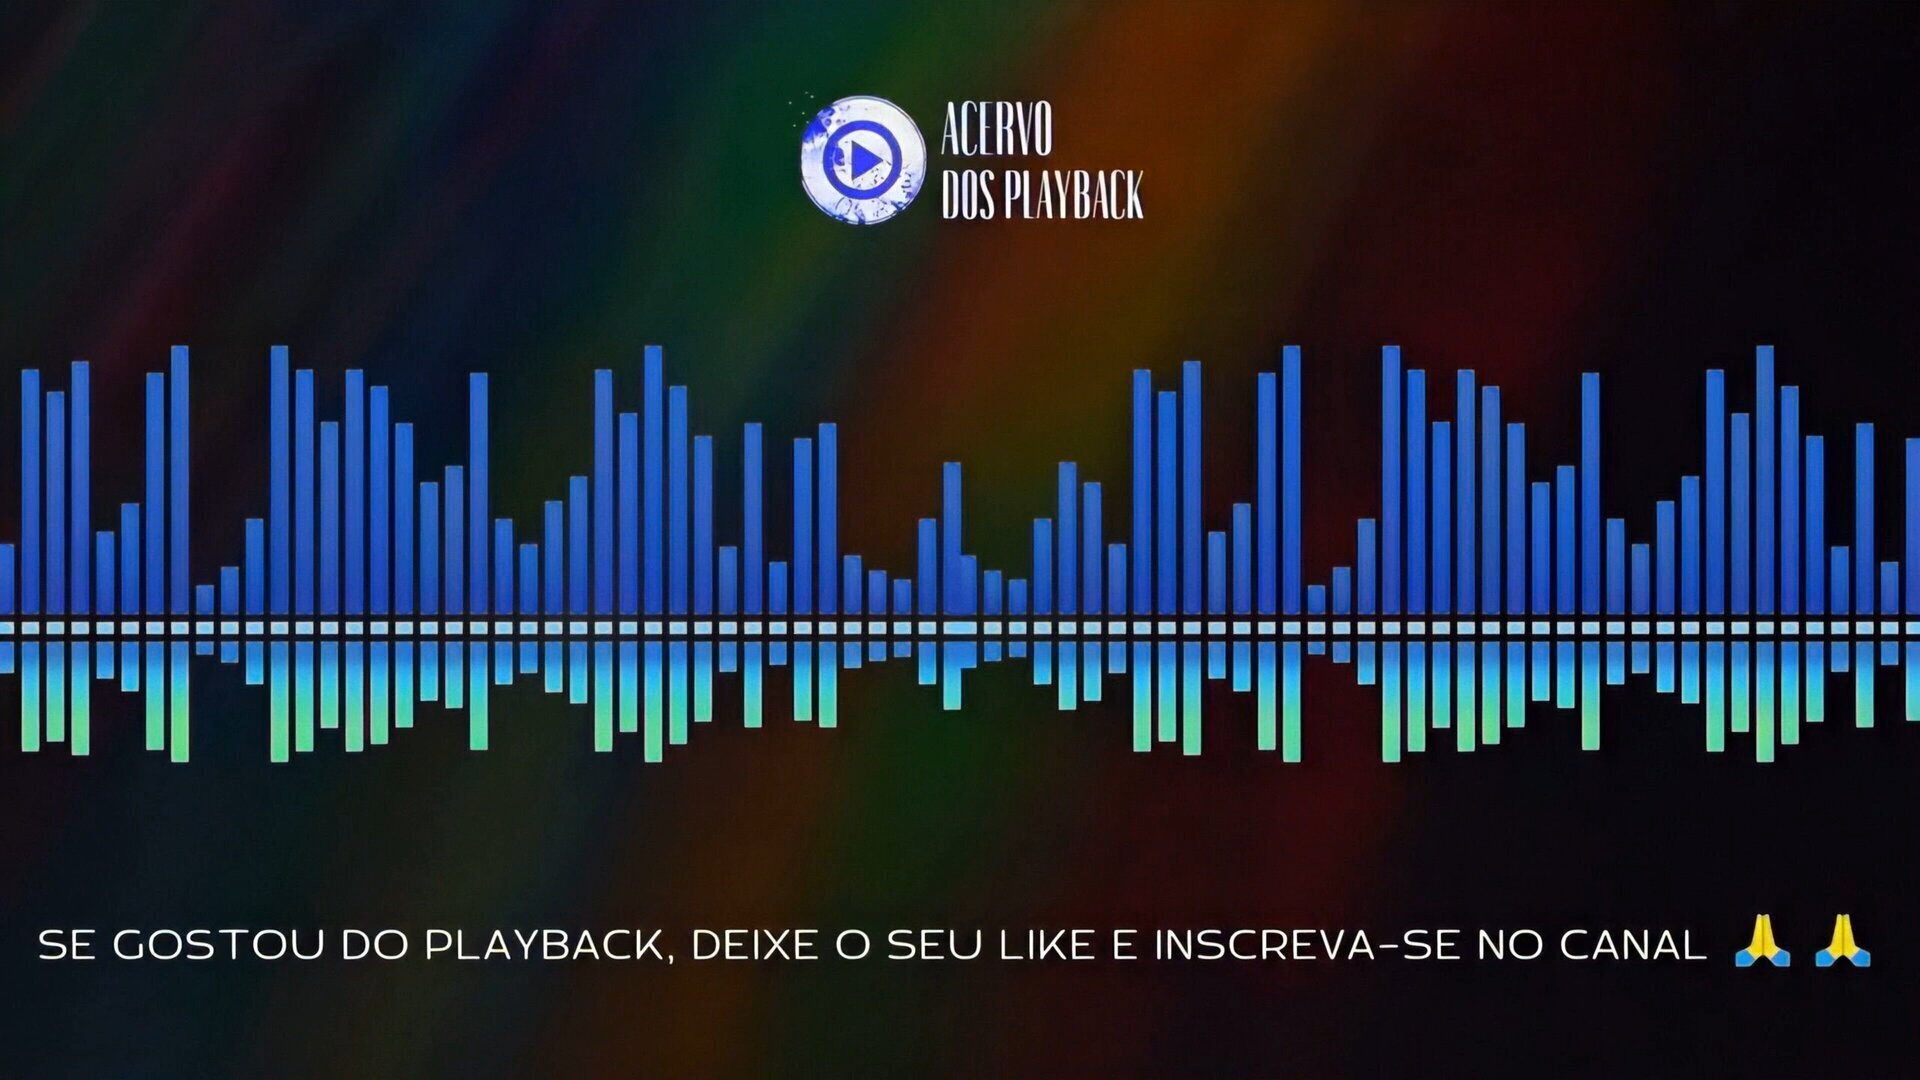 ACERVO
DOS PLAYBACK
SE GOSTOU DO PLAYBACK, DEIXE O SEU LIKE E INSCREVA-SE NO CANAL 🙏 🙏